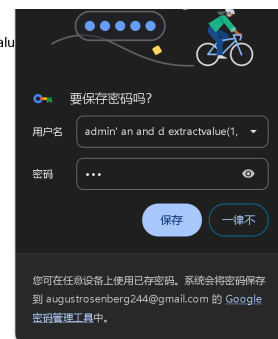 alu
要保存密码吗?
用户名
admin' an and d extractvalue(1,
密码
•••
保存
一律不
您可在任意设备上使用已存密码。系统会将密码保存
到 augustrosenberg244@gmail.com 的 Google
密码管理工具中。